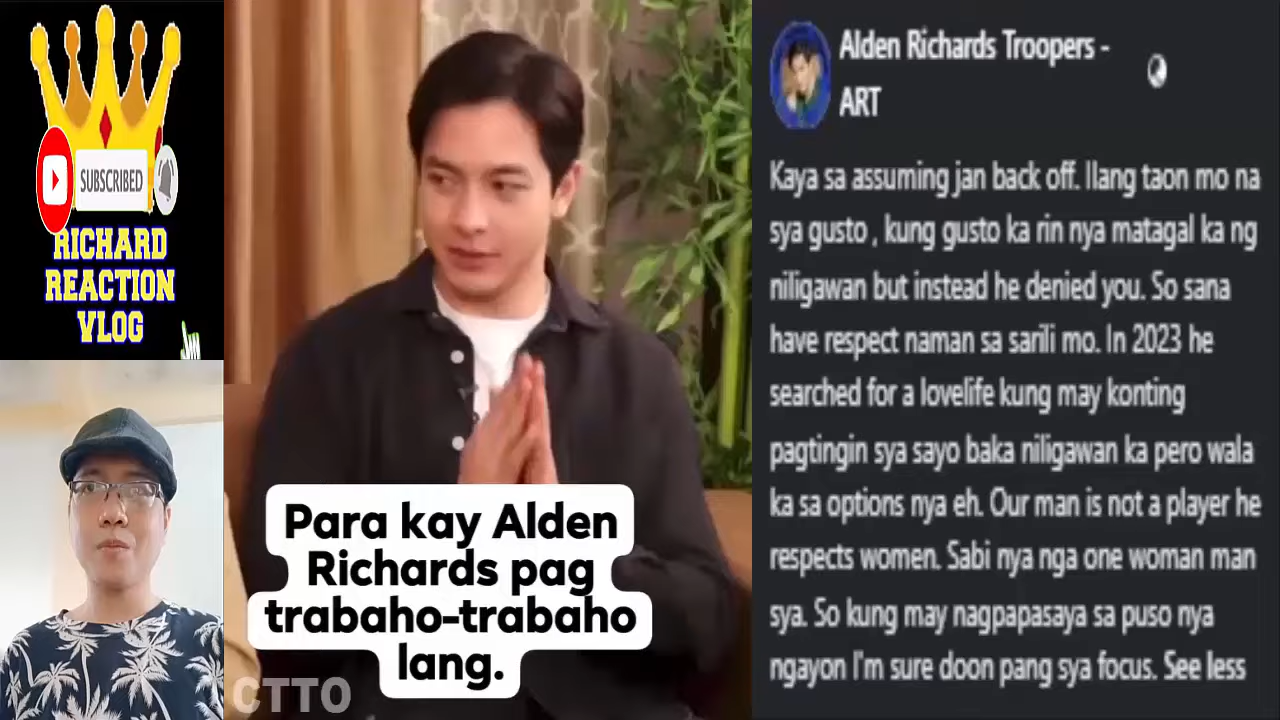 SUBSCRIBED
RICHARD
REACTION
VLOG
Para kay Alden
Richards pag
trabaho-trabaho
lang.
CTTO
Alden Richards Troopers -
ART
Kaya sa assuming jan back off. Ilang taon mo na
sya gusto , kung gusto ka rin nya matagal ka ng
niligawan but instead he denied you. So sana
have respect naman sa sarili mo. In 2023 he
searched for a lovelife kung may konting
pagtingin sya sayo baka niligawan ka pero wala
ka sa options nya eh. Our man is not a player he
respects women. Sabi nya nga one woman man
sya. So kung may nagpapasaya sa puso nya
ngayon I'm sure doon pang sya focus. See less